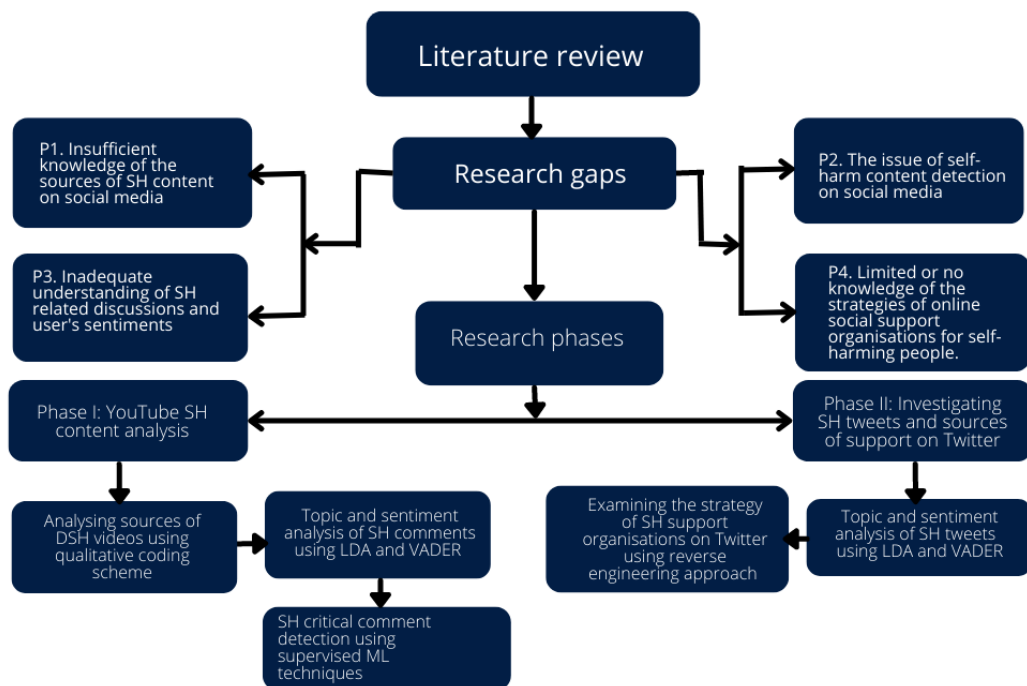 Literature review
P1. Insufficient
knowledge of the
sources of SH content
on social media
Research gaps
P2. The issue of self-
harm content detection
on social media
P3. Inadequate
understanding of SH
related discussions and
user's sentiments
P4. Limited or no
knowledge of the
strategies of online
social support
organisations for self-
harming people.
Research phases
Phase I: YouTube SH
content analysis
Phase II: Investigating
SH tweets and sources
of support on Twitter
Analysing sources of
DSH videos using
qualitative coding
scheme
Topic and sentiment
analysis of SH comments
using LDA and VADER
Examining the strategy
of SH support
organisations on Twitter
using reverse
engineering approach
Topic and sentiment
analysis of SH tweets
using LDA and VADER
SH critical comment
detection using
supervised ML
techniques